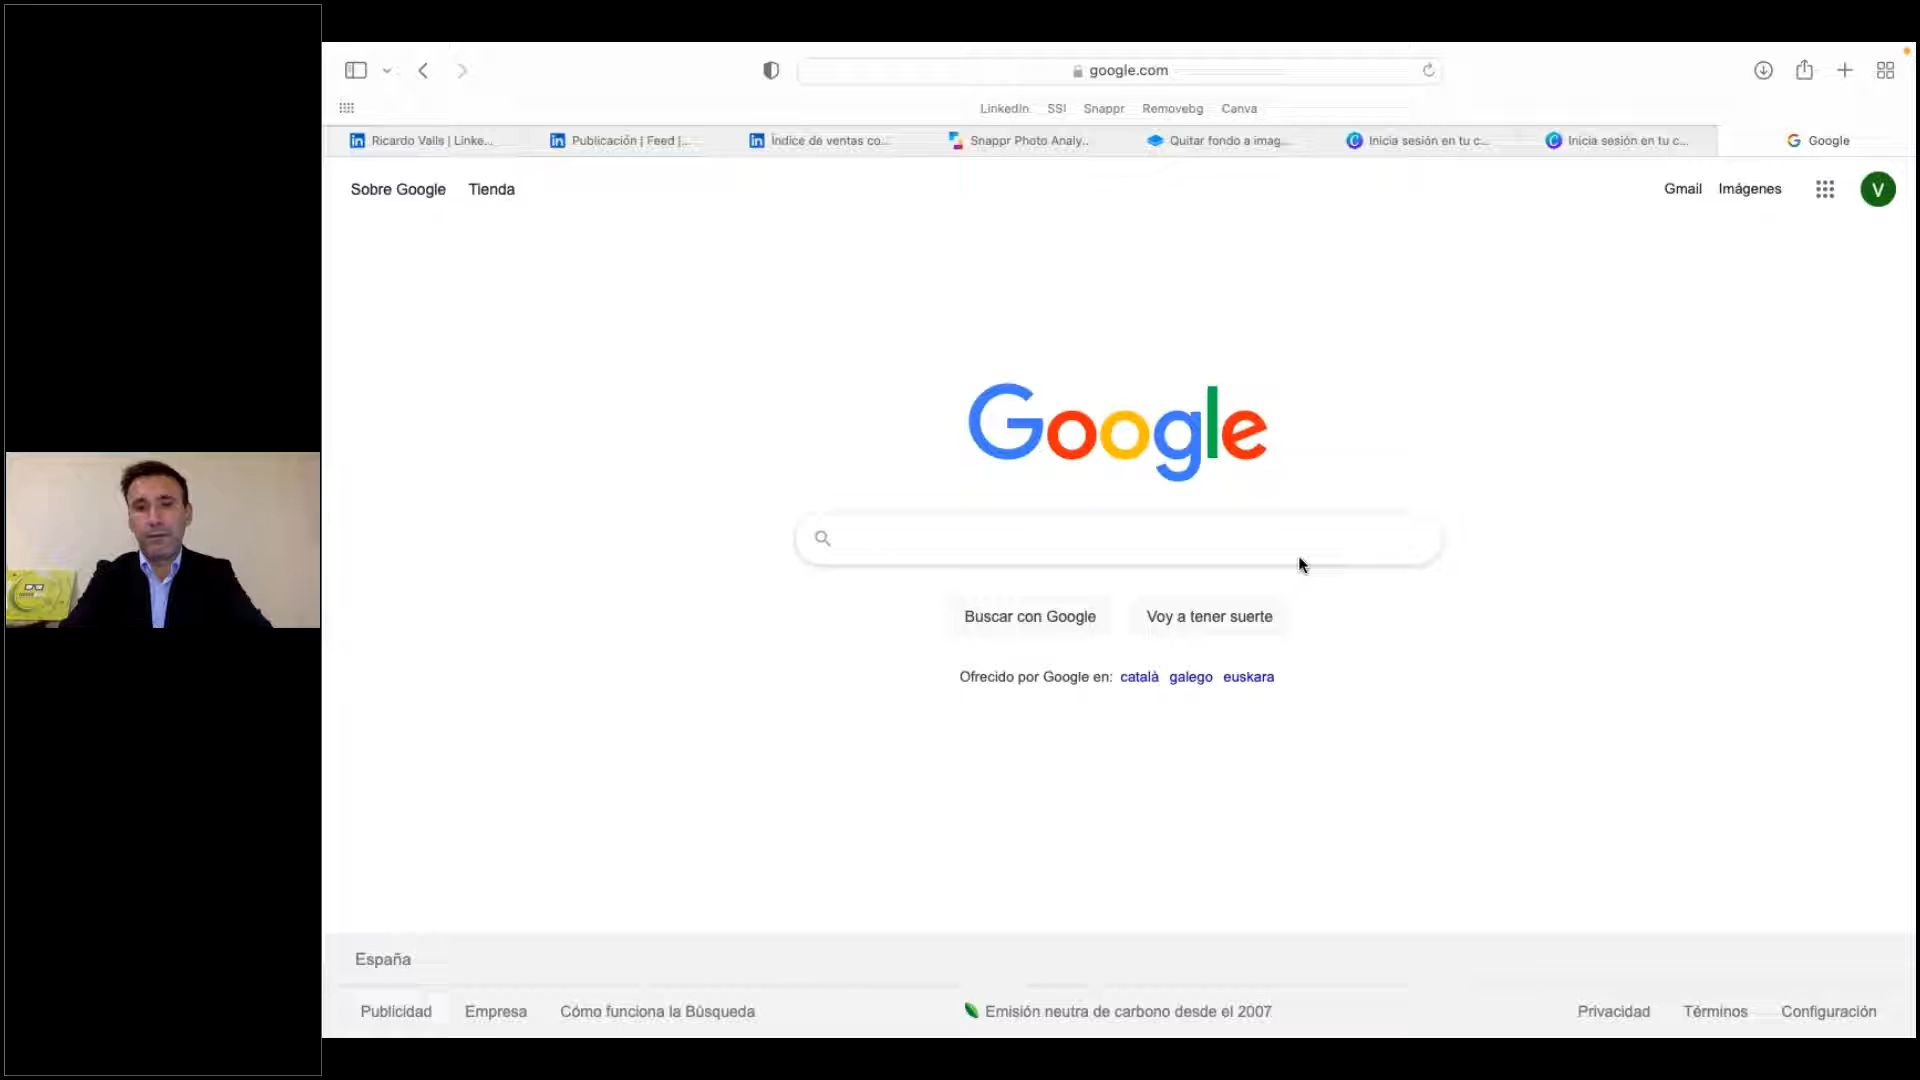 google.com
LinkedIn SSI Snappr Removebg Canva
Ricardo Valls | Linke... Publicación | Feed |... Índice de ventas co... Snappr Photo Analy.. Quitar fondo a imag... Inicia sesión en tu c... Inicia sesión en tu c... Google
Sobre Google Tienda Gmail Imágenes V
Google
Buscar con Google Voy a tener suerte
Ofrecido por Google en: català galego euskara
España
Publicidad Empresa Cómo funciona la Búsqueda Emisión neutra de carbono desde el 2007 Privacidad Términos Configuración